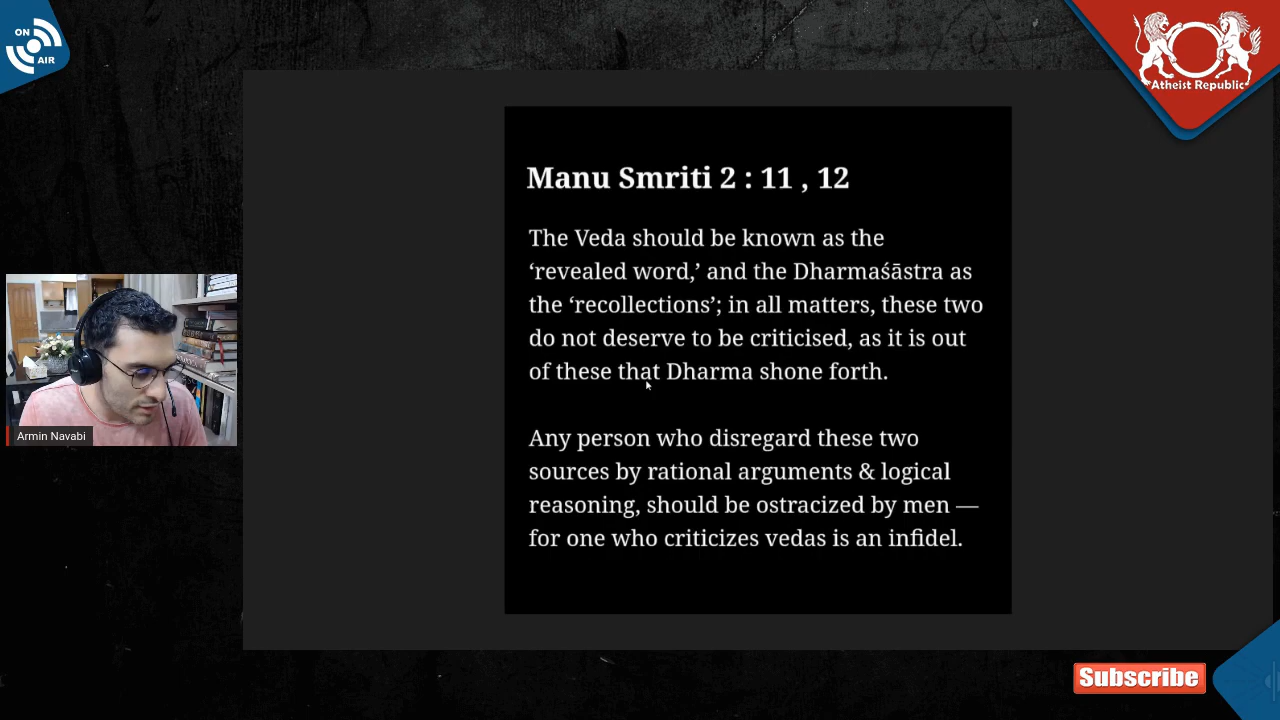 ON
AIR
Atheist Republic
Manu Smriti 2 : 11 , 12
The Veda should be known as the
‘revealed word,’ and the Dharmaśāstra as
the ‘recollections’; in all matters, these two
do not deserve to be criticised, as it is out
of these that Dharma shone forth.
Any person who disregard these two
sources by rational arguments & logical
reasoning, should be ostracized by men —
for one who criticizes vedas is an infidel.
Armin Navabi
Subscribe